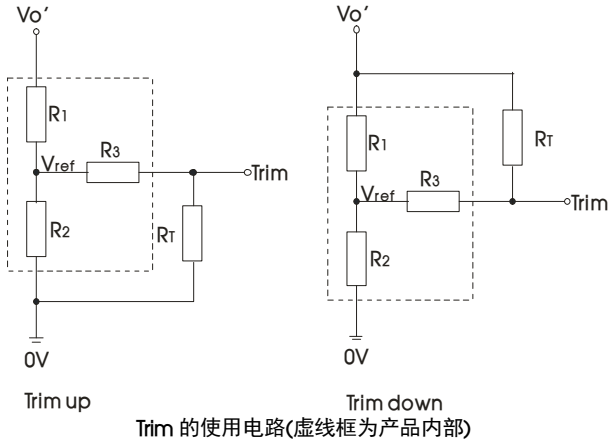 Vo′
R1
R3
Vref
Trim
R2
RT
0V
Trim up
Vo′
R1
RT
Vref
R3
Trim
R2
0V
Trim down
Trim 的使用电路(虚线框为产品内部)